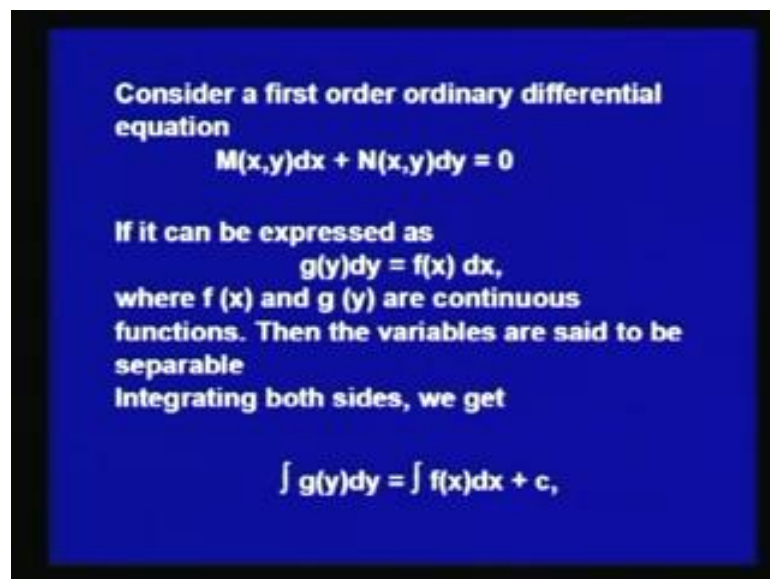 Consider a first order ordinary differential
equation
M(x,y)dx + N(x,y)dy = 0
If it can be expressed as
g(y)dy = f(x) dx,
where f (x) and g (y) are continuous
functions. Then the variables are said to be
separable
Integrating both sides, we get
∫ g(y)dy = ∫ f(x)dx + c,